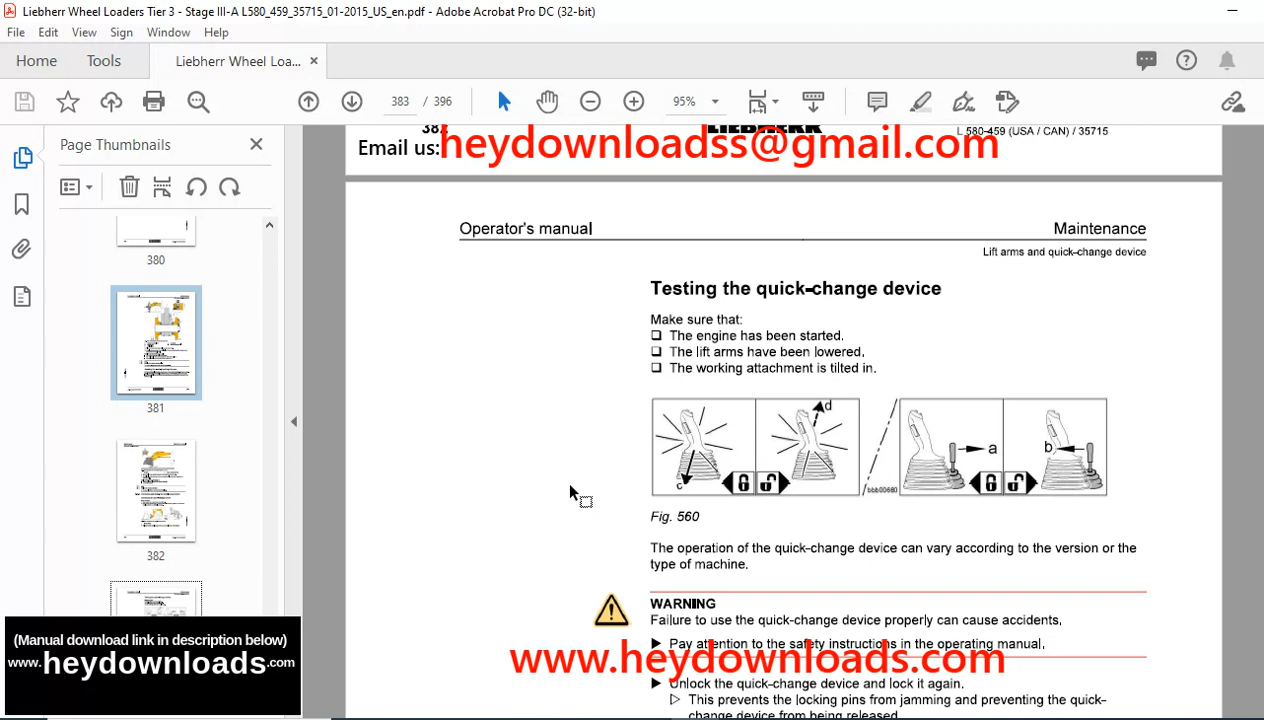 Liebherr Wheel Loaders Tier 3 - Stage III-A L580_459_35715_01-2015_US_en.pdf - Adobe Acrobat Pro DC (32-bit)
File Edit View Sign Window Help
Home Tools Liebherr Wheel Loa... ×
383 / 396 95%
Page Thumbnails
380
381
382
382 LIEBHERR L 580-459 (USA / CAN) / 35715
Email us:heydownloadss@gmail.com
Operator's manual Maintenance
Lift arms and quick-change device
Testing the quick-change device
Make sure that:
The engine has been started.
The lift arms have been lowered.
The working attachment is tilted in.
c d a b
bbb00680
Fig. 560
The operation of the quick-change device can vary according to the version or the
type of machine.
WARNING
Failure to use the quick-change device properly can cause accidents.
Pay attention to the safety instructions in the operating manual.
www.heydownloads.com
Unlock the quick-change device and lock it again.
This prevents the locking pins from jamming and preventing the quick-
change device from being released.
(Manual download link in description below)
www.heydownloads.com